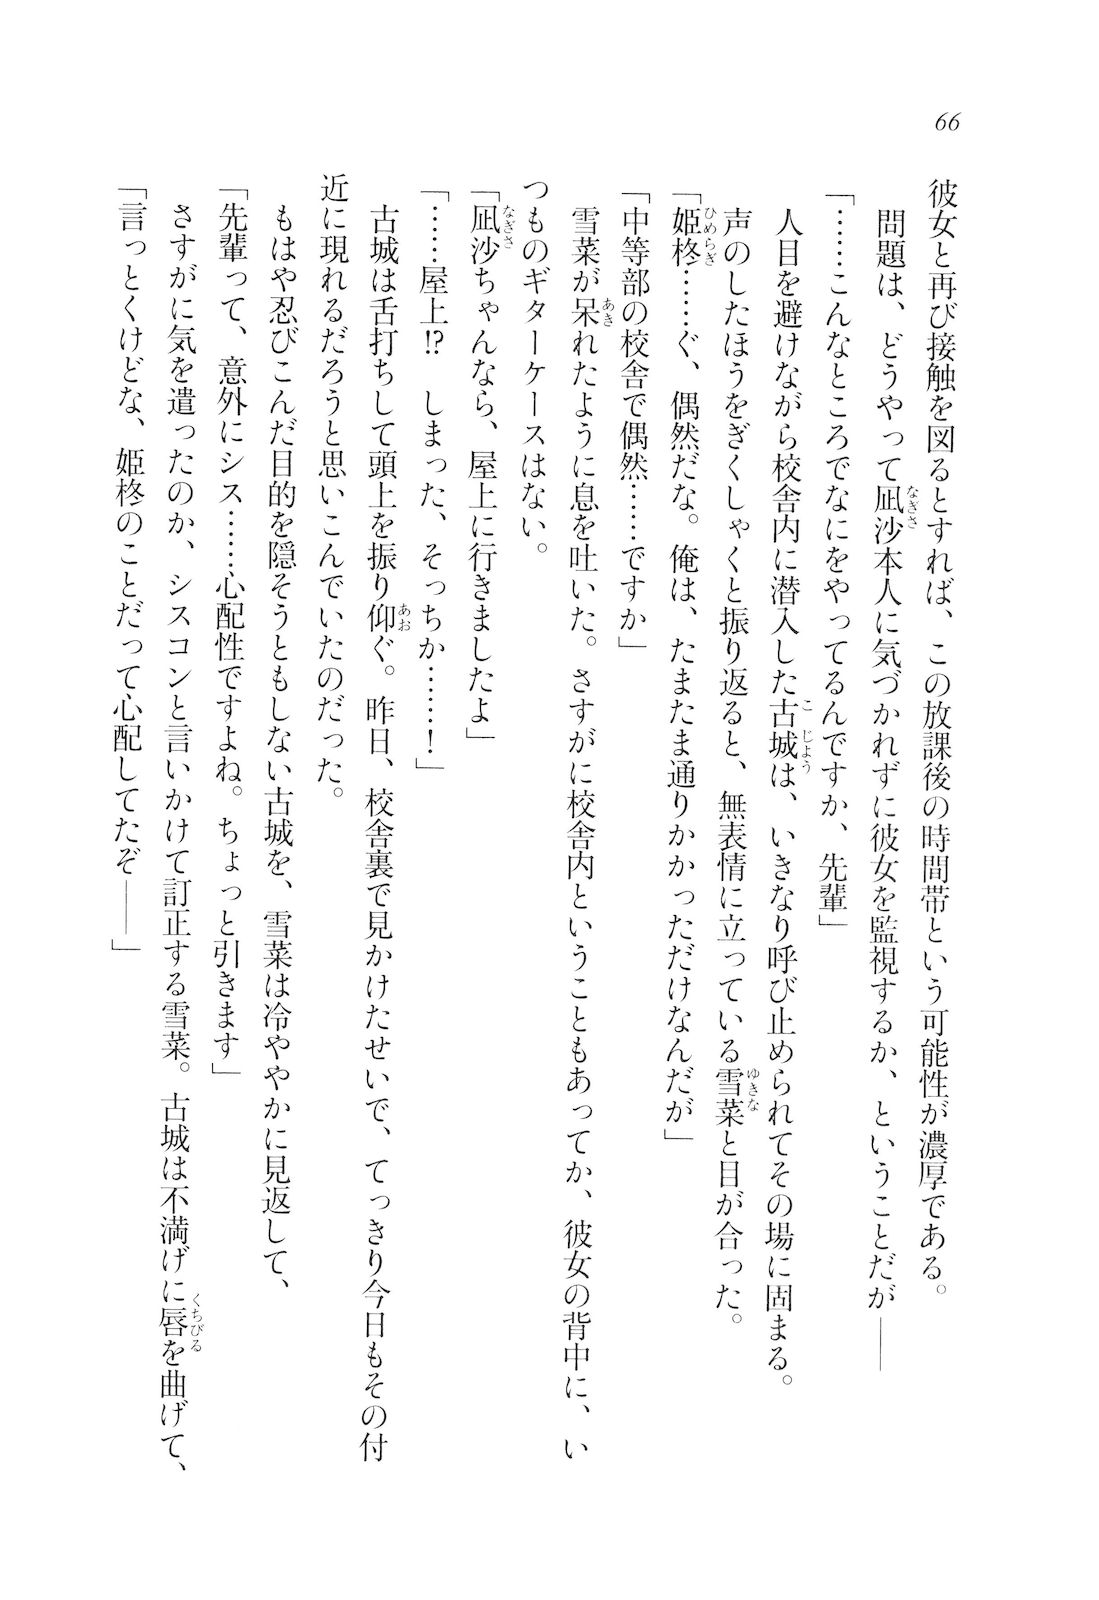 66
彼女と再び接触を図るとすれば、この放課後の時間帯という可能性が濃厚である。
　問題は、どうやって凪沙本人に気づかれずに彼女を監視するか、ということだが――
「……こんなところでなにをやってるんですか、先輩」
　人目を避けながら校舎内に潜入した古城は、いきなり呼び止められてその場に固まる。
　声のしたほうをぎくしゃくと振り返ると、無表情に立っている雪菜と目が合った。
「姫柊……ぐ、偶然だな。俺は、たまたま通りかかっただけなんだが」
「中等部の校舎で偶然……ですか」
　雪菜が呆れたように息を吐いた。さすがに校舎内ということもあってか、彼女の背中に、い
つものギターケースはない。
「凪沙ちゃんなら、屋上に行きましたよ」
「……屋上!?　しまった、そっちか……！」
　古城は舌打ちして頭上を振り仰ぐ。昨日、校舎裏で見かけたせいで、てっきり今日もその付
近に現れるだろうと思いこんでいたのだった。
　もはや忍びこんだ目的を隠そうともしない古城を、雪菜は冷ややかに見返して、
「先輩って、意外にシス……心配性ですよね。ちょっと引きます」
　さすがに気を遣ったのか、シスコンと言いかけて訂正する雪菜。古城は不満げに唇を曲げて、
「言っとくけどな、姫柊のことだって心配してたぞ――」